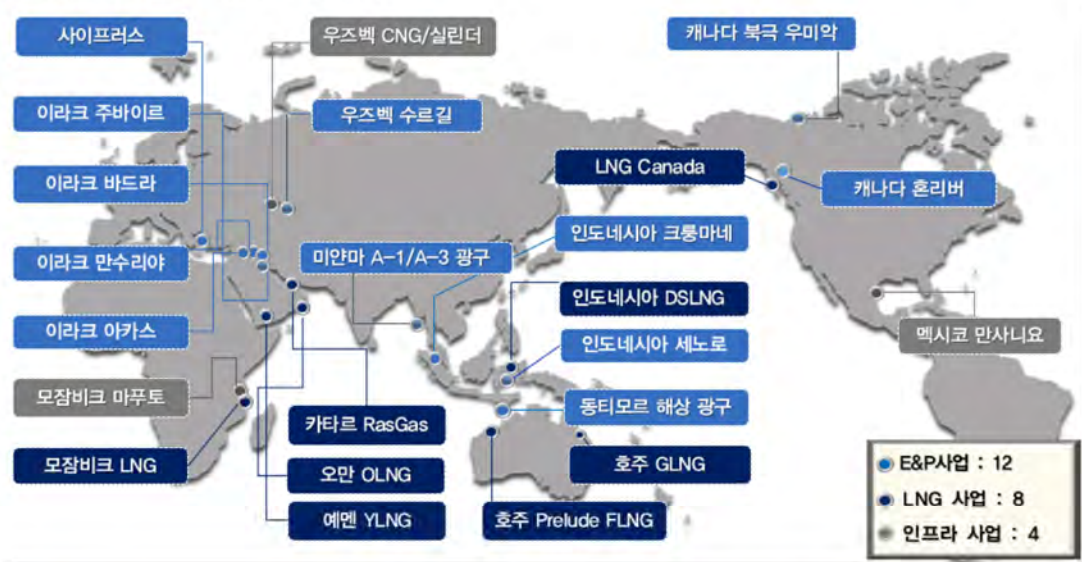 사이프러스
우즈벡 CNG/실린더
캐나다 북극 우미악
이라크 주바이르
우즈벡 수르길
LNG Canada
이라크 바드라
캐나다 혼리버
인도네시아 크룽마네
미얀마 A-1/A-3 광구
이라크 만수리야
인도네시아 DSLNG
이라크 아카스
인도네시아 세노로
멕시코 만사니요
모잠비크 마푸토
동티모르 해상 광구
카타르 RasGas
모잠비크 LNG
호주 GLNG
오만 OLNG
예멘 YLNG
호주 Prelude FLNG
E&P사업 : 12
LNG 사업 : 8
인프라 사업 : 4